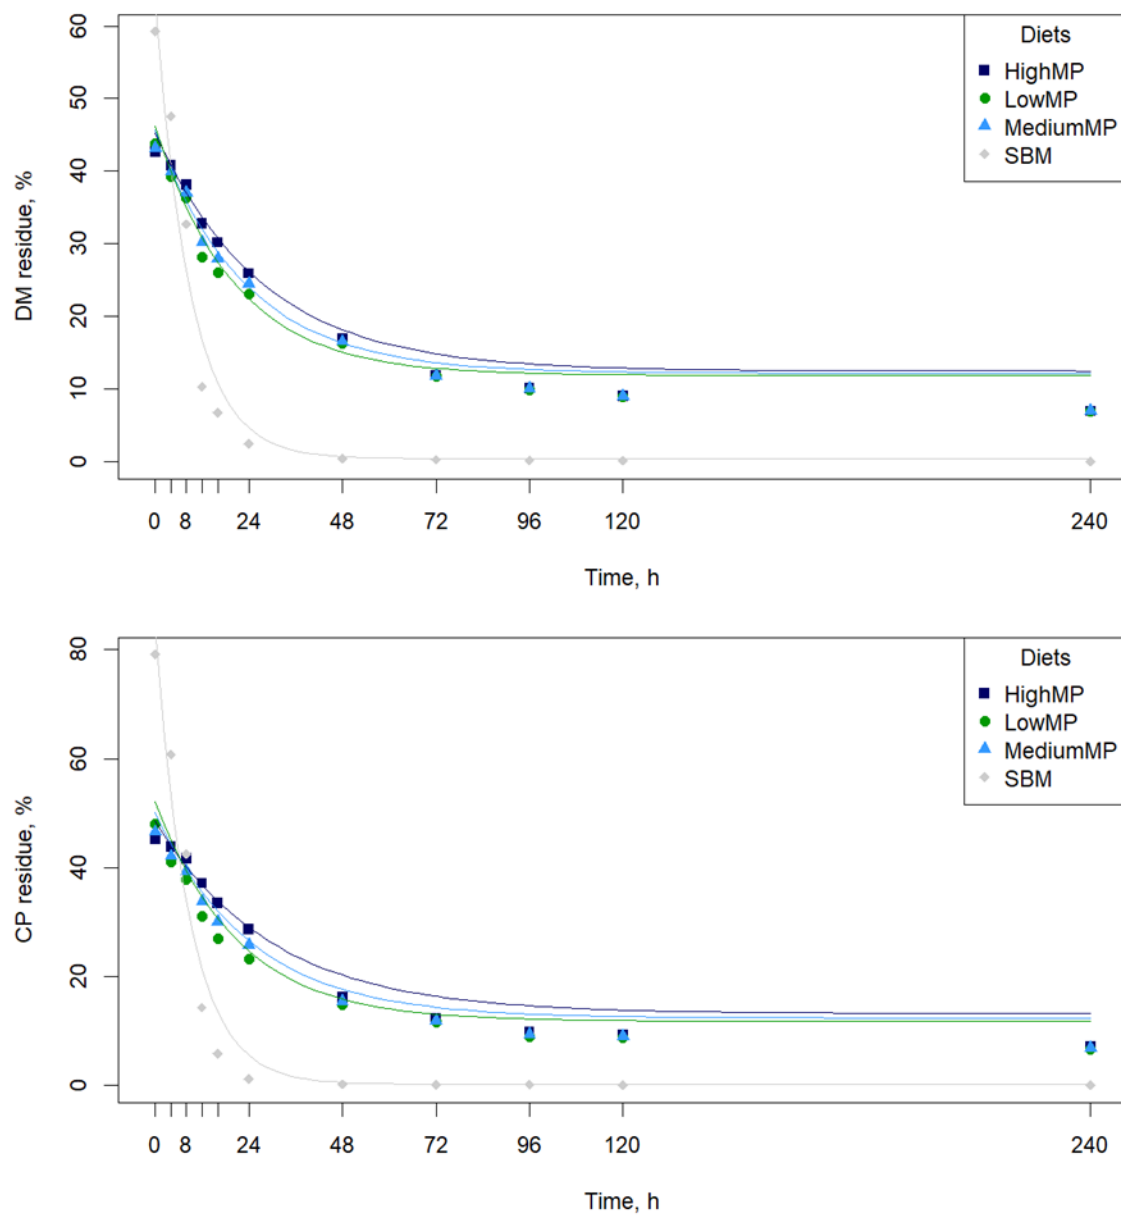 60
50
40
30
20
10
0
DM residue, %
Diets
HighMP
LowMP
MediumMP
SBM
0 8 24 48 72 96 120 240
Time, h
80
60
40
20
0
CP residue, %
Diets
HighMP
LowMP
MediumMP
SBM
0 8 24 48 72 96 120 240
Time, h